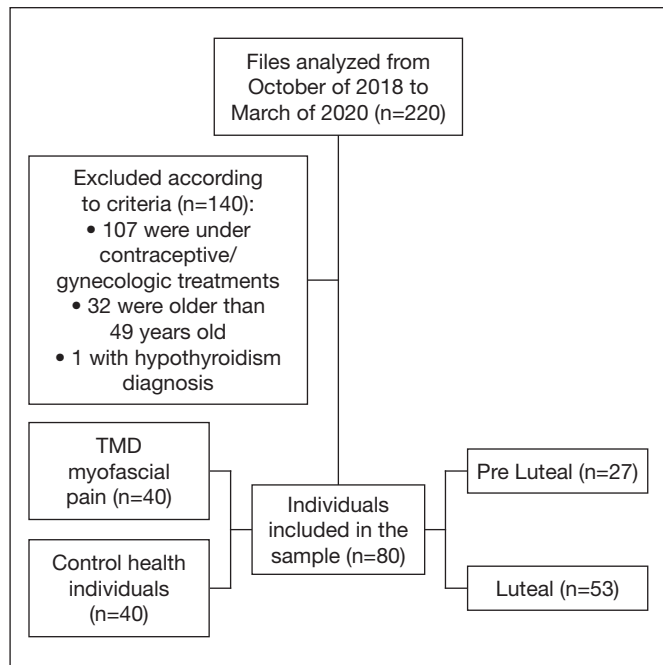 Files analyzed from
October of 2018 to
March of 2020 (n=220)
Excluded according
to criteria (n=140):
• 107 were under
contraceptive/
gynecologic treatments
• 32 were older than
49 years old
• 1 with hypothyroidism
diagnosis
TMD
myofascial
pain (n=40)
Control health
individuals
(n=40)
Individuals
included in the
sample (n=80)
Pre Luteal (n=27)
Luteal (n=53)